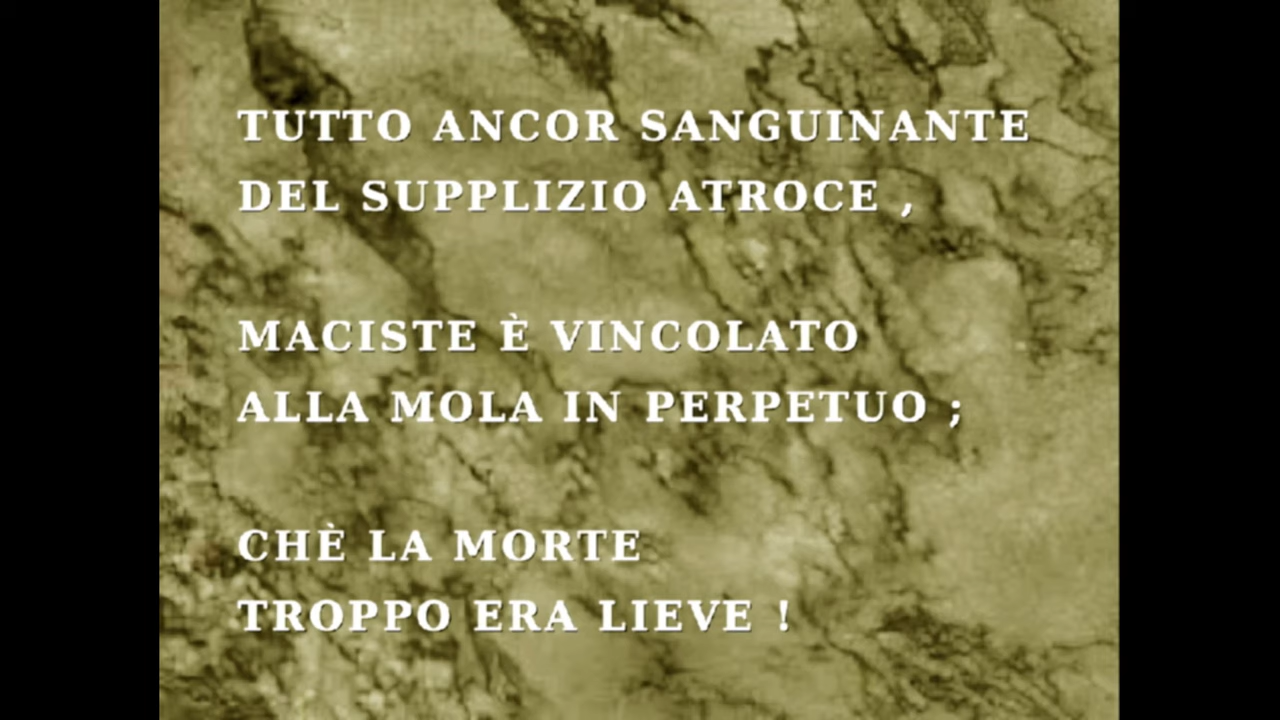 TUTTO ANCOR SANGUINANTE
DEL SUPPLIZIO ATROCE ,
MACISTE È VINCOLATO
ALLA MOLA IN PERPETUO ;
CHÈ LA MORTE
TROPPO ERA LIEVE !